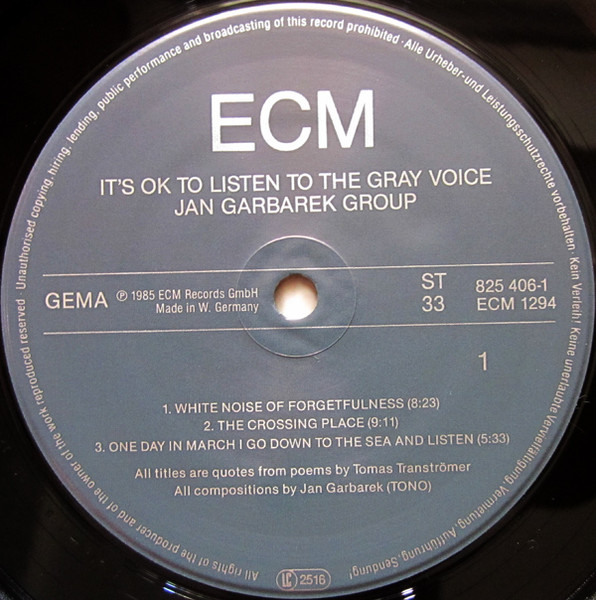 All rights of the producer and of the owner of the work reproduced reserved · Unauthorised copying, hiring, lending, public performance and broadcasting of this record prohibited · Alle Urheber- und Leistungsschutzrechte vorbehalten · Kein Verleih! Keine unerlaubte Vervielfältigung, Vermietung, Aufführung, Sendung!
ECM
IT'S OK TO LISTEN TO THE GRAY VOICE
JAN GARBAREK GROUP
GEMA
℗ 1985 ECM Records GmbH
Made in W. Germany
ST
33
825 406-1
ECM 1294
1
1. WHITE NOISE OF FORGETFULNESS (8:23)
2. THE CROSSING PLACE (9:11)
3. ONE DAY IN MARCH I GO DOWN TO THE SEA AND LISTEN (5:33)
All titles are quotes from poems by Tomas Tranströmer
All compositions by Jan Garbarek (TONO)
LC 2516